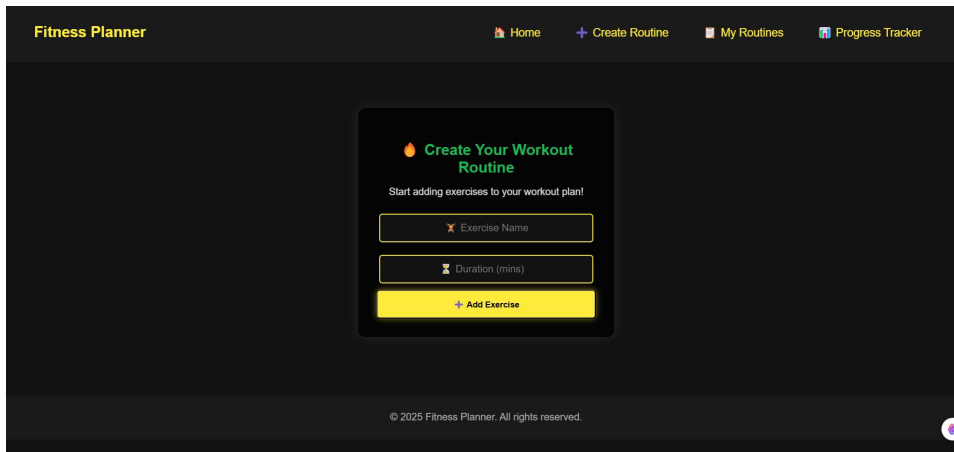 Fitness Planner
🏠 Home
➕ Create Routine
📋 My Routines
📊 Progress Tracker
🔥 Create Your Workout
Routine
Start adding exercises to your workout plan!
🏋️ Exercise Name
⏳ Duration (mins)
➕ Add Exercise
© 2025 Fitness Planner. All rights reserved.